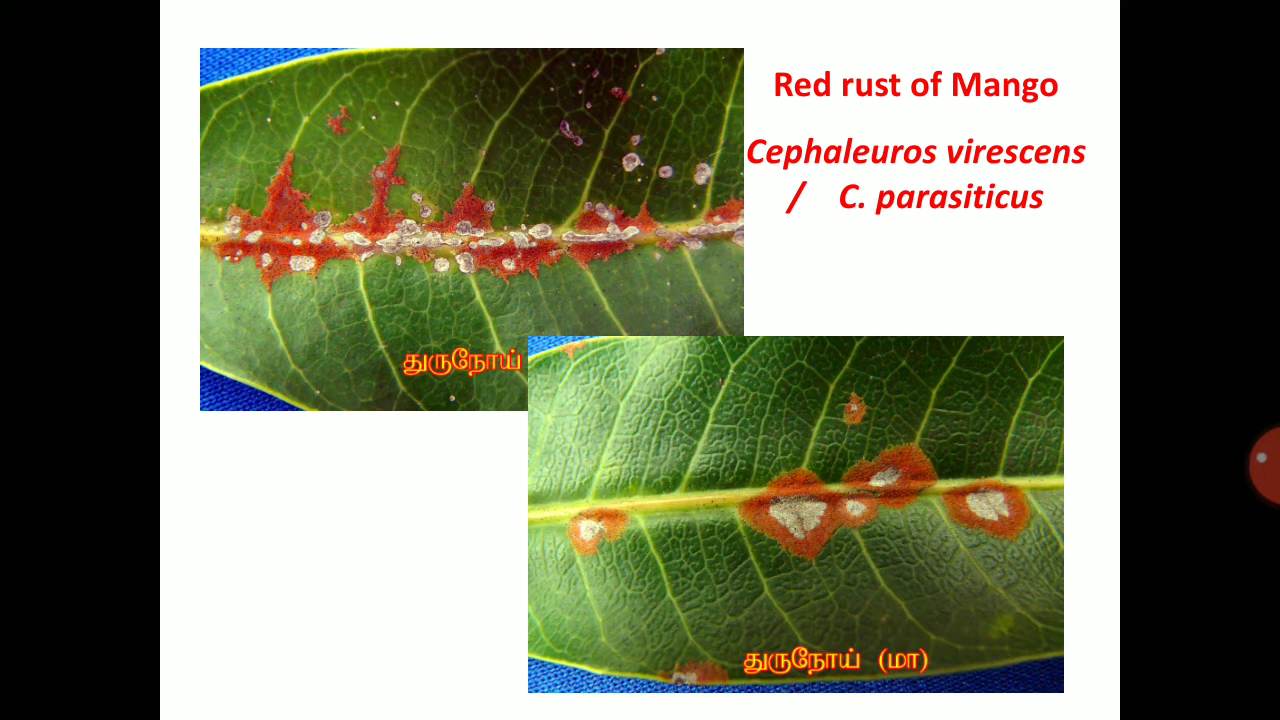 Red rust of Mango
Cephaleuros virescens
/ C. parasiticus
துருநோய்
துருநோய் (மா)